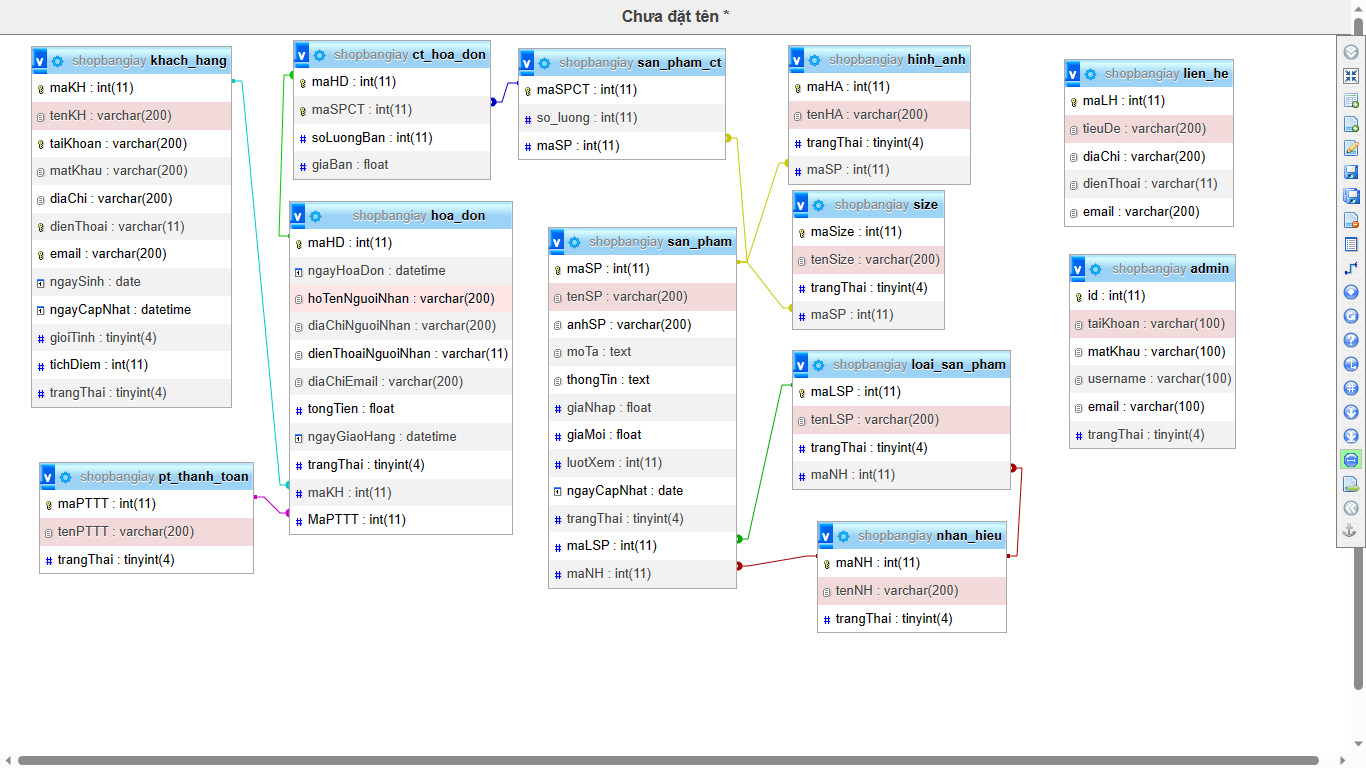 Chưa đặt tên *
shopbangiay khach_hang
maKH : int(11)
tenKH : varchar(200)
taiKhoan : varchar(200)
matKhau : varchar(200)
diaChi : varchar(200)
dienThoai : varchar(11)
email : varchar(200)
ngaySinh : date
ngayCapNhat : datetime
gioiTinh : tinyint(4)
tichDiem : int(11)
trangThai : tinyint(4)
shopbangiay pt_thanh_toan
maPTTT : int(11)
tenPTTT : varchar(200)
trangThai : tinyint(4)
shopbangiay ct_hoa_don
maHD : int(11)
maSPCT : int(11)
soLuongBan : int(11)
giaBan : float
shopbangiay hoa_don
maHD : int(11)
ngayHoaDon : datetime
hoTenNguoiNhan : varchar(200)
diaChiNguoiNhan : varchar(200)
dienThoaiNguoiNhan : varchar(11)
diaChiEmail : varchar(200)
tongTien : float
ngayGiaoHang : datetime
trangThai : tinyint(4)
maKH : int(11)
MaPTTT : int(11)
shopbangiay san_pham_ct
maSPCT : int(11)
so_luong : int(11)
maSP : int(11)
shopbangiay san_pham
maSP : int(11)
tenSP : varchar(200)
anhSP : varchar(200)
moTa : text
thongTin : text
giaNhap : float
giaMoi : float
luotXem : int(11)
ngayCapNhat : date
trangThai : tinyint(4)
maLSP : int(11)
maNH : int(11)
shopbangiay hinh_anh
maHA : int(11)
tenHA : varchar(200)
trangThai : tinyint(4)
maSP : int(11)
shopbangiay size
maSize : int(11)
tenSize : varchar(200)
trangThai : tinyint(4)
maSP : int(11)
shopbangiay loai_san_pham
maLSP : int(11)
tenLSP : varchar(200)
trangThai : tinyint(4)
maNH : int(11)
shopbangiay nhan_hieu
maNH : int(11)
tenNH : varchar(200)
trangThai : tinyint(4)
shopbangiay lien_he
maLH : int(11)
tieuDe : varchar(200)
diaChi : varchar(200)
dienThoai : varchar(11)
email : varchar(200)
shopbangiay admin
id : int(11)
taiKhoan : varchar(100)
matKhau : varchar(100)
username : varchar(100)
email : varchar(100)
trangThai : tinyint(4)